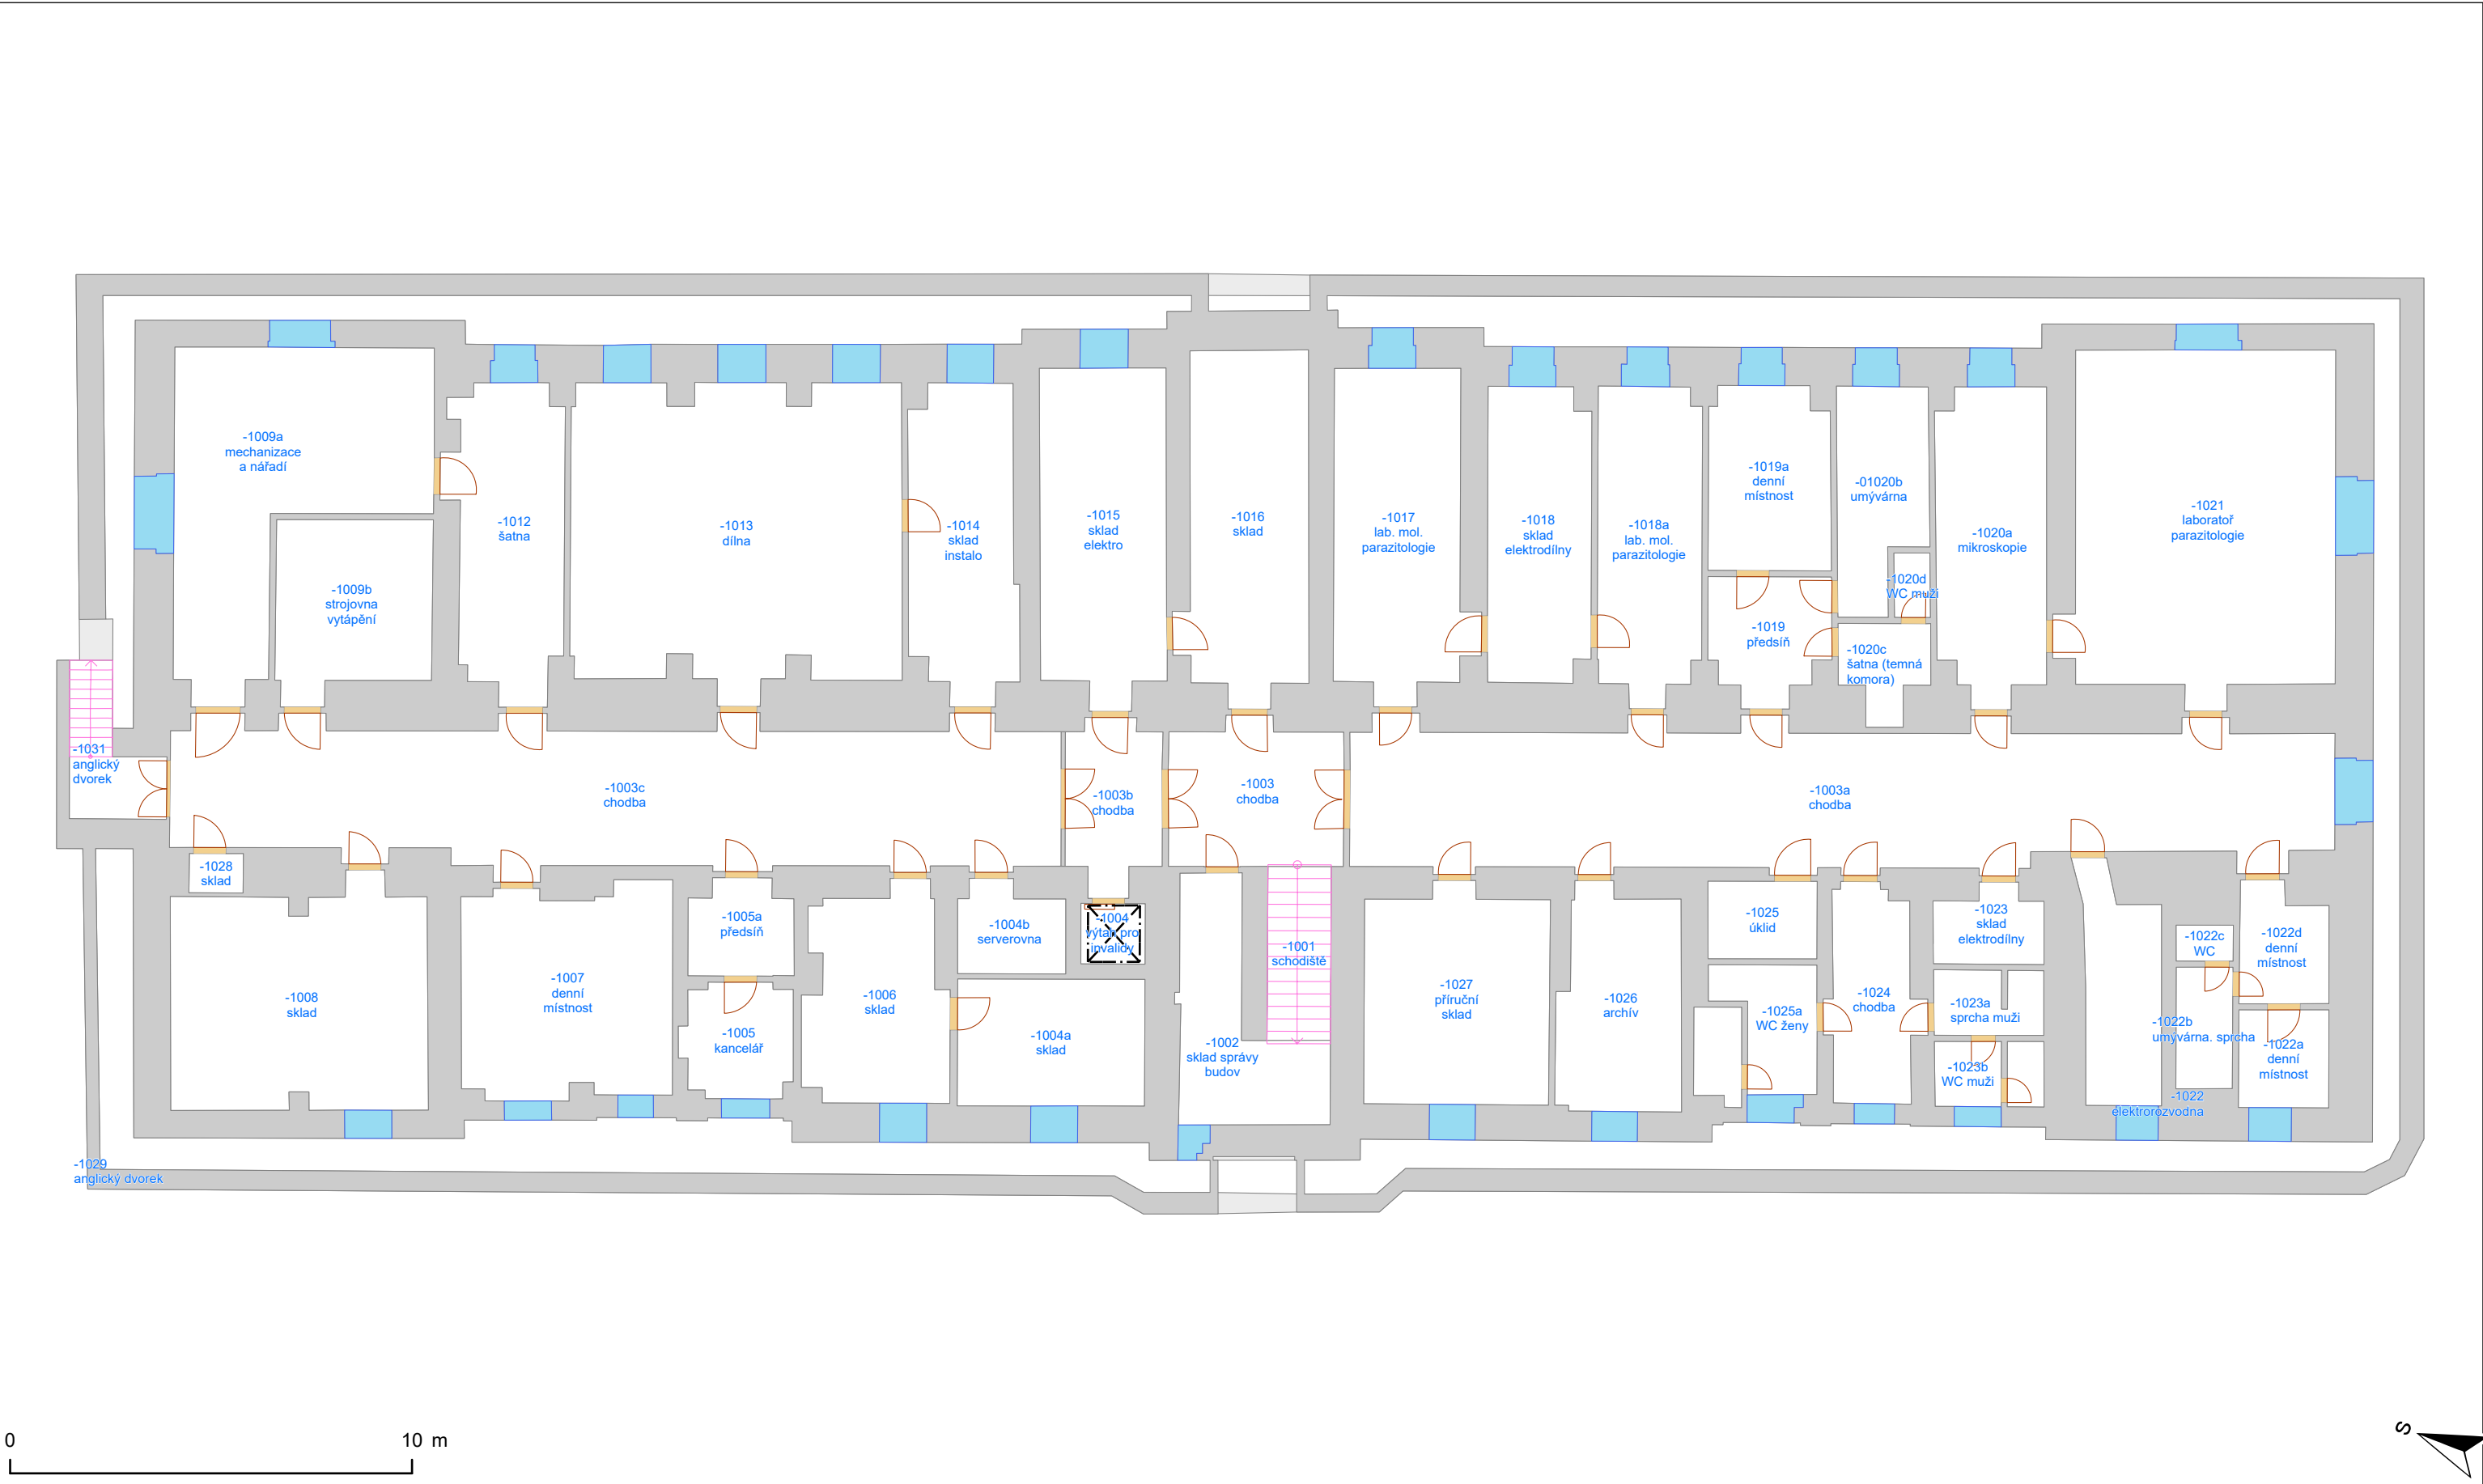 -1009a
mechanizace
a nářadí
-1009b
strojovna
vytápění
-1012
šatna
-1013
dílna
-1014
sklad
instalo
-1015
sklad
elektro
-1016
sklad
-1017
lab. mol.
parazitologie
-1018
sklad
elektrodílny
-1018a
lab. mol.
parazitologie
-1019a
denní
místnost
-1019
předsíň
-01020b
umývárna
-1020d
WC muži
-1020c
šatna (temná
komora)
-1020a
mikroskopie
-1021
laboratoř
parazitologie
-1031
anglický
dvorek
-1003c
chodba
-1003b
chodba
-1003
chodba
-1003a
chodba
-1028
sklad
-1008
sklad
-1007
denní
místnost
-1005a
předsíň
-1005
kancelář
-1006
sklad
-1004b
serverovna
-1004a
sklad
-1004
výtah pro
invalidy
-1002
sklad správy
budov
-1001
schodiště
-1027
příruční
sklad
-1026
archív
-1025
úklid
-1025a
WC ženy
-1024
chodba
-1023
sklad
elektrodílny
-1023a
sprcha muži
-1023b
WC muži
-1022c
WC
-1022d
denní
místnost
-1022b
umývárna. sprcha
-1022a
denní
místnost
-1022
elektrorozvodna
-1029
anglický dvorek
0
10 m
S